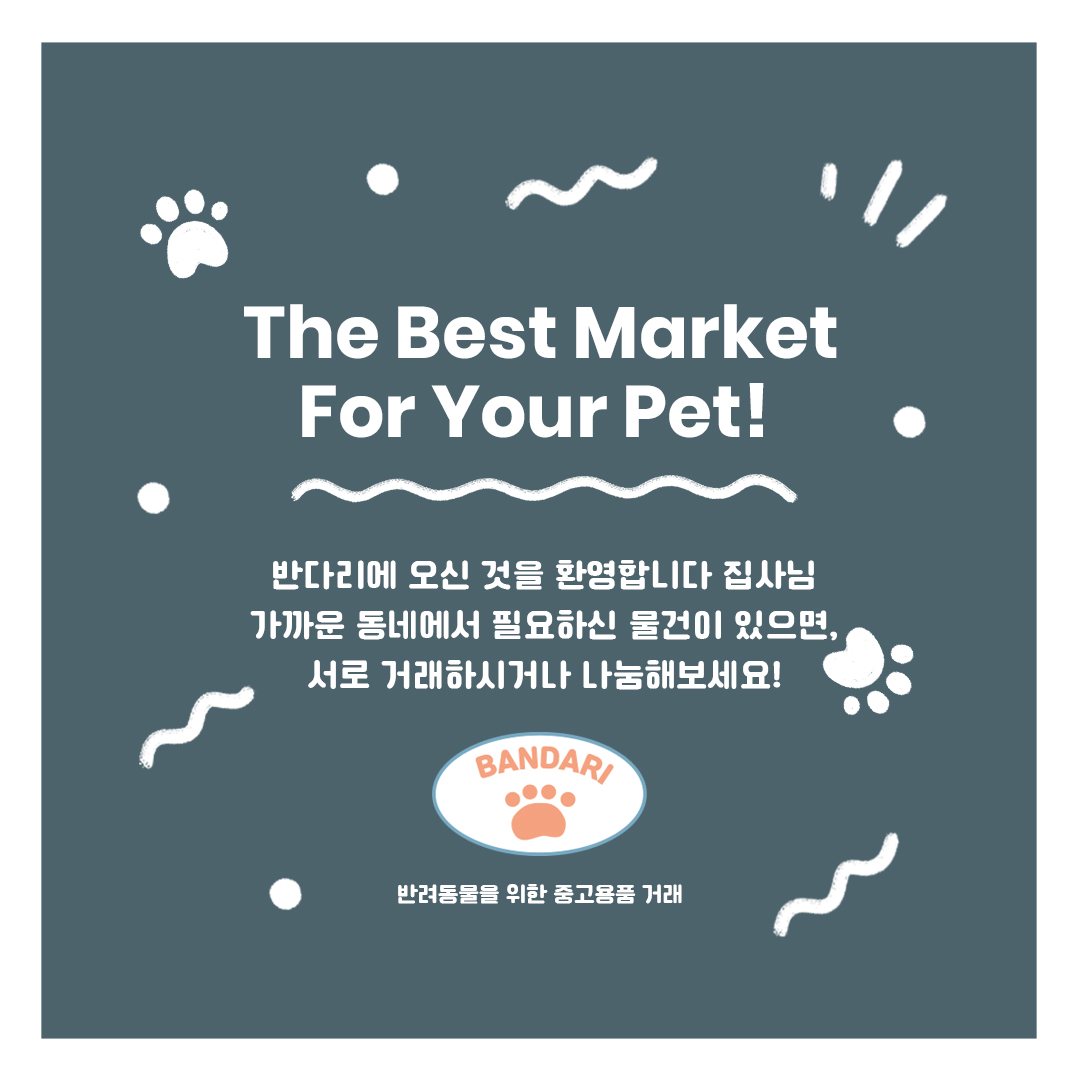 The Best Market
For Your Pet!
반다리에 오신 것을 환영합니다 집사님
가까운 동네에서 필요하신 물건이 있으면,
서로 거래하시거나 나눔해보세요!
BANDARI
반려동물을 위한 중고용품 거래